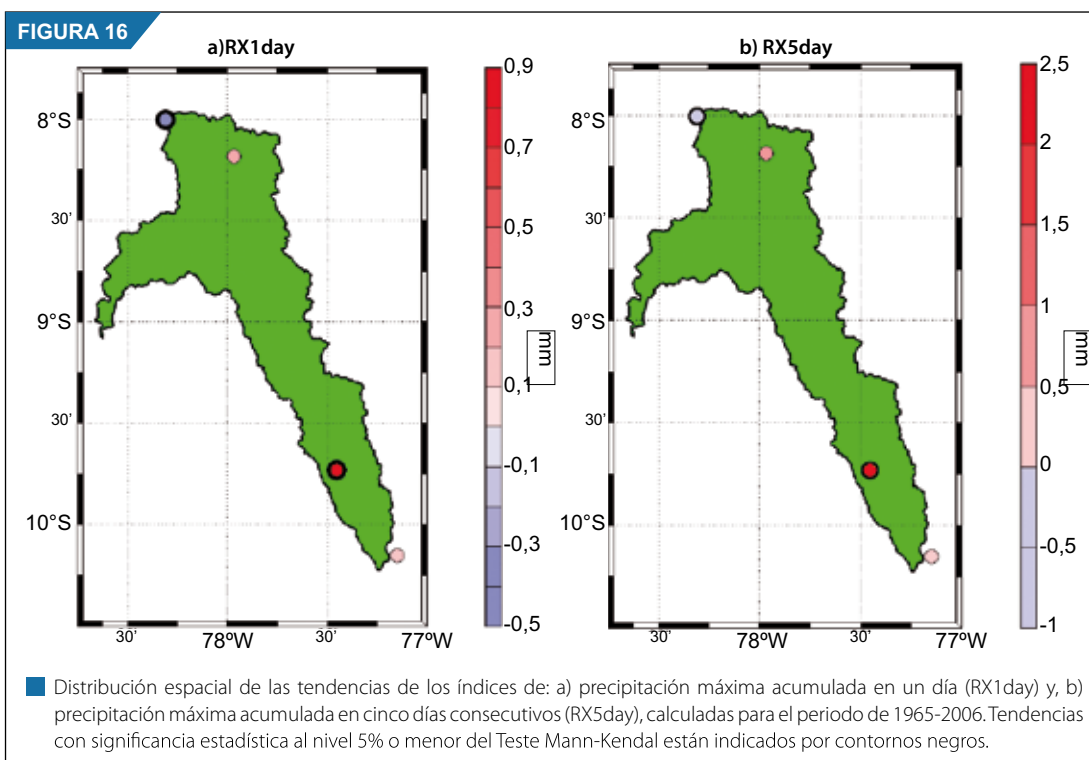 FIGURA 16
a)RX1day
b) RX5day
8°S
30'
9°S
30'
10°S
30'
78°W
30'
77°W
0,9
0,7
0,5
0,3
0,1
-0,1
-0,3
-0,5
mm
8°S
30'
9°S
30'
10°S
30'
78°W
30'
77°W
2,5
2
1,5
1
0,5
0
-0,5
-1
mm
Distribución espacial de las tendencias de los índices de: a) precipitación máxima acumulada en un día (RX1day) y, b)
precipitación máxima acumulada en cinco días consecutivos (RX5day), calculadas para el periodo de 1965-2006. Tendencias
con significancia estadística al nivel 5% o menor del Teste Mann-Kendal están indicados por contornos negros.